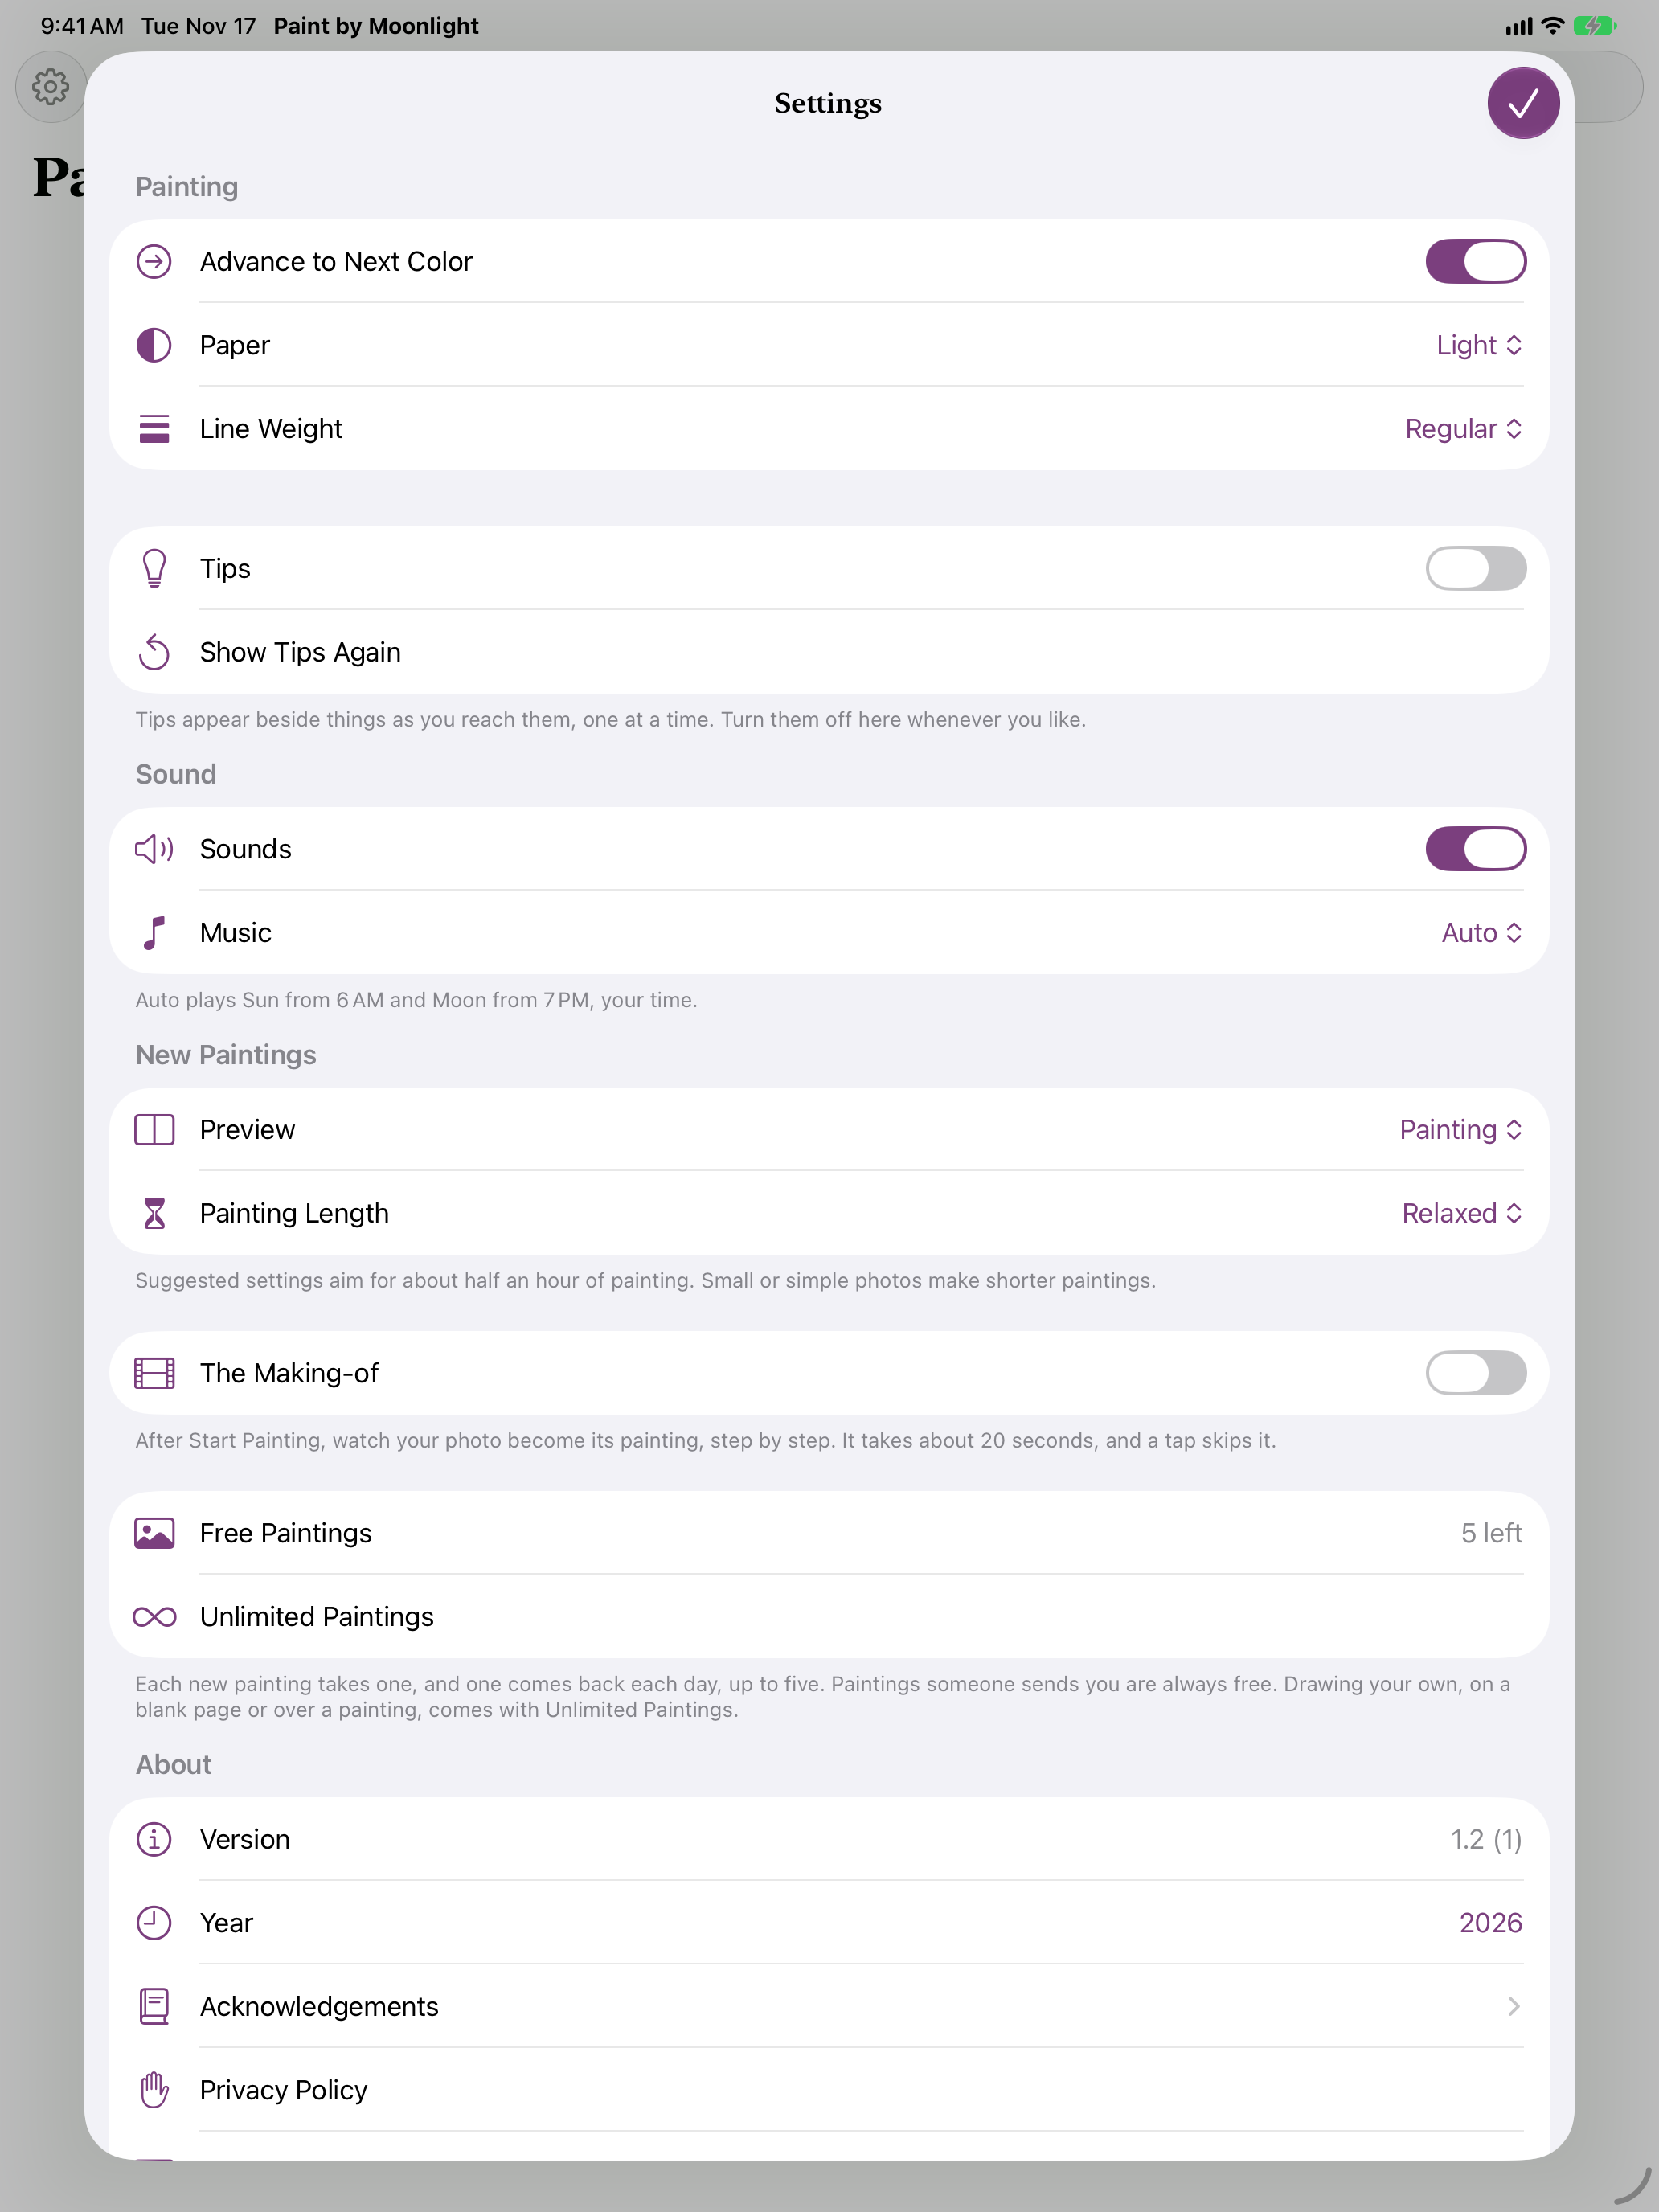 9:41 AM Tue Nov 17 Paint by Moonlight
Settings
Painting
Advance to Next Color
Paper
Light
Line Weight
Regular
Tips
Show Tips Again
Tips appear beside things as you reach them, one at a time. Turn them off here whenever you like.
Sound
Sounds
Music
Auto
Auto plays Sun from 6 AM and Moon from 7 PM, your time.
New Paintings
Preview
Painting
Painting Length
Relaxed
Suggested settings aim for about half an hour of painting. Small or simple photos make shorter paintings.
The Making-of
After Start Painting, watch your photo become its painting, step by step. It takes about 20 seconds, and a tap skips it.
Free Paintings
5 left
Unlimited Paintings
Each new painting takes one, and one comes back each day, up to five. Paintings someone sends you are always free. Drawing your own, on a
blank page or over a painting, comes with Unlimited Paintings.
About
Version
1.2 (1)
Year
2026
Acknowledgements
Privacy Policy